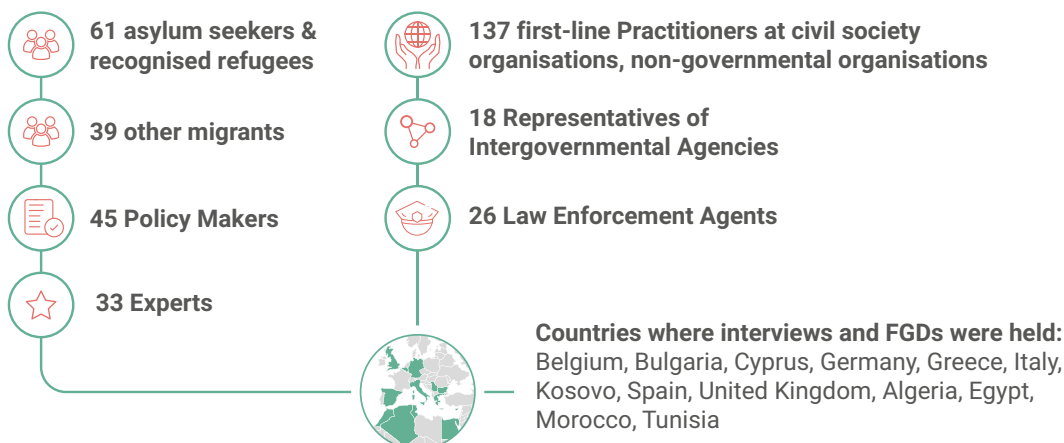 61 asylum seekers &
recognised refugees
39 other migrants
45 Policy Makers
33 Experts
137 first-line Practitioners at civil society
organisations, non-governmental organisations
18 Representatives of
Intergovernmental Agencies
26 Law Enforcement Agents
Countries where interviews and FGDs were held:
Belgium, Bulgaria, Cyprus, Germany, Greece, Italy,
Kosovo, Spain, United Kingdom, Algeria, Egypt,
Morocco, Tunisia